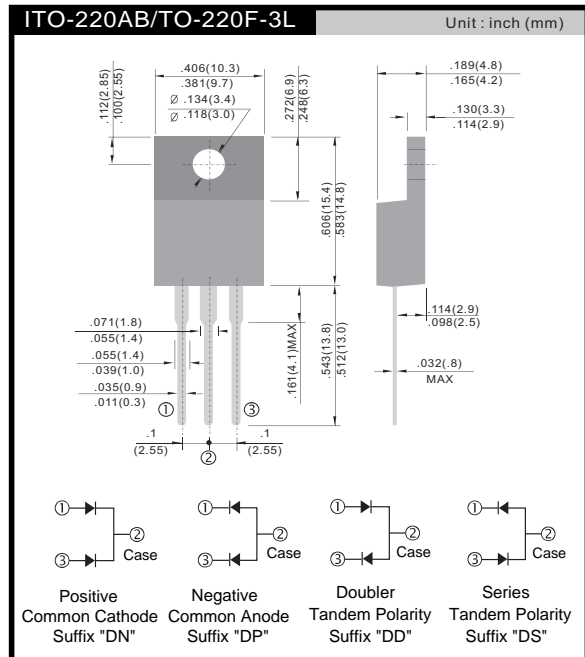 ITO-220AB/TO-220F-3L
Unit : inch (mm)
.112(2.85)
.100(2.55)
.406(10.3)
.381(9.7)
Ø .134(3.4)
Ø .118(3.0)
.272(6.9)
.248(6.3)
.189(4.8)
.165(4.2)
.130(3.3)
.114(2.9)
.606(15.4)
.583(14.8)
.071(1.8)
.055(1.4)
.055(1.4)
.039(1.0)
.035(0.9)
.011(0.3)
.161(4.1)MAX
.543(13.8)
.512(13.0)
.114(2.9)
.098(2.5)
.032(.8)
MAX
① ③
.1
(2.55)
②
.1
(2.55)
① ② ③ Case
① ② ③ Case
① ② ③ Case
① ② ③ Case
Positive
Common Cathode
Suffix "DN"
Negative
Common Anode
Suffix "DP"
Doubler
Tandem Polarity
Suffix "DD"
Series
Tandem Polarity
Suffix "DS"